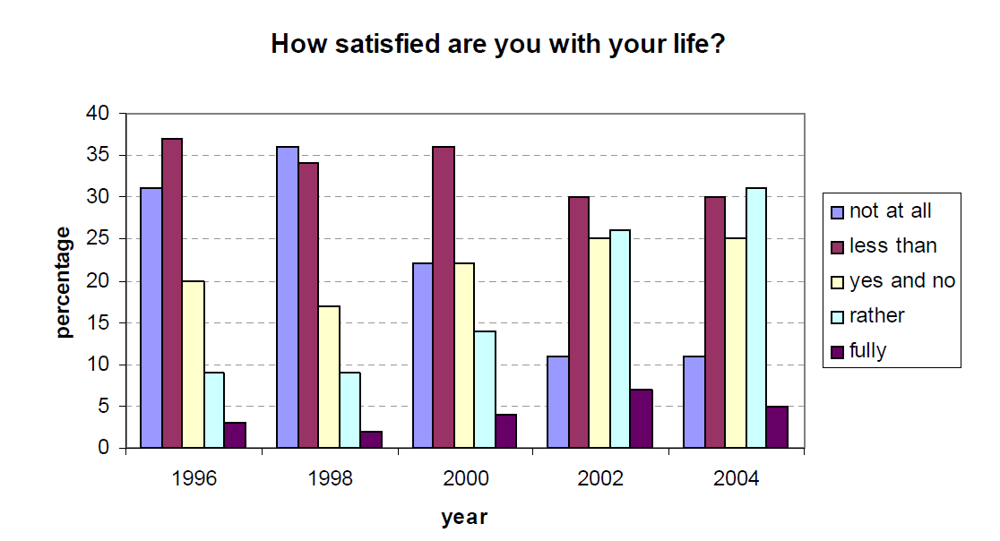 How satisfied are you with your life?
40
35
30
25
20
15
10
5
0
percentage
1996 1998 2000 2002 2004
year
not at all
less than
yes and no
rather
fully